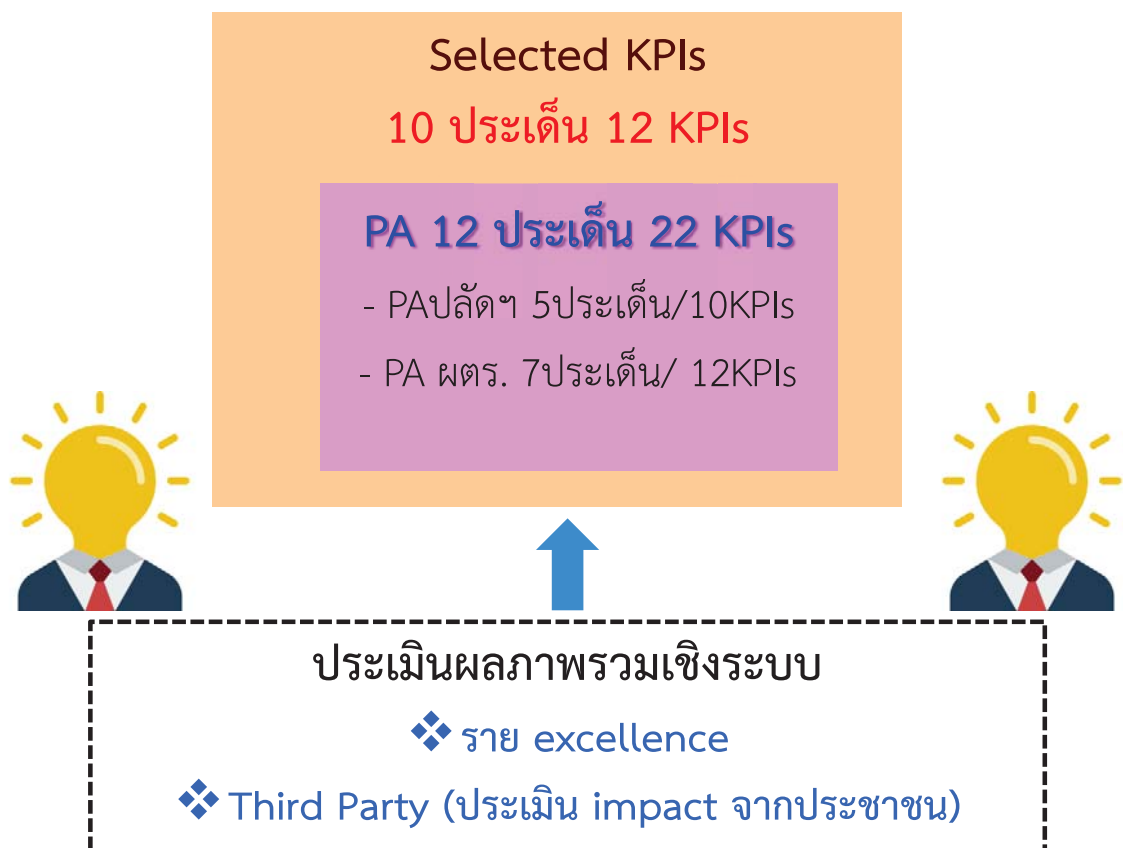 Selected KPIs
10 ประเด็น 12 KPIs
PA 12 ประเด็น 22 KPIs
- PAปลัดฯ 5ประเด็น/10KPIs
- PA ผตร. 7ประเด็น/ 12KPIs
ประเมินผลภาพรวมเชิงระบบ
❖ ราย excellence
❖ Third Party (ประเมิน impact จากประชาชน)